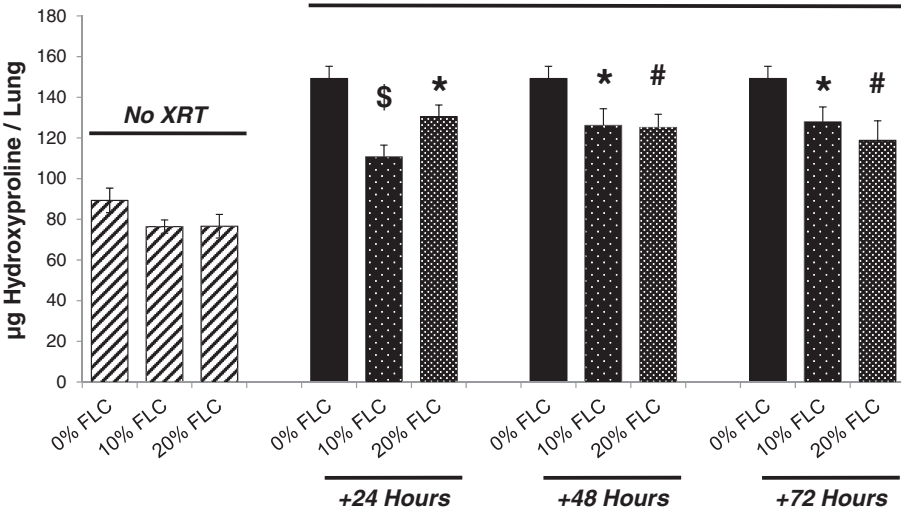 µg Hydroxyproline / Lung
180
160
140
120
100
80
60
40
20
0
No XRT
$
*
*
#
*
#
0% FLC
10% FLC
20% FLC
0% FLC
10% FLC
20% FLC
0% FLC
10% FLC
20% FLC
0% FLC
10% FLC
20% FLC
+24 Hours
+48 Hours
+72 Hours